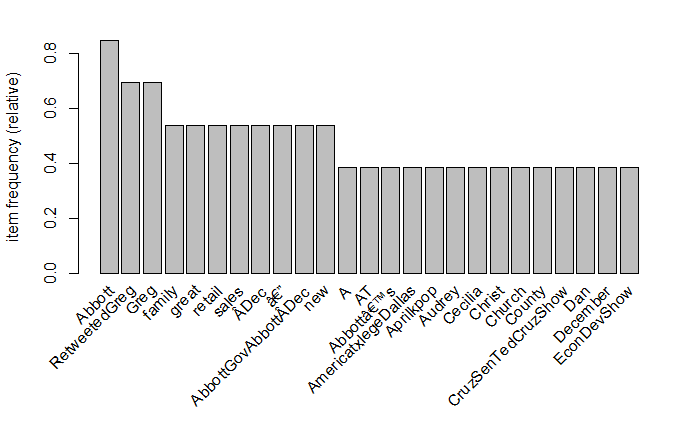 item frequency (relative)
0.8
0.6
0.4
0.2
0.0
Abbott
RetweetedGreg
Greg
family
great
retail
sales
ÂDec
â€”
AbbottGovAbbottÂDec
new
A
AT
Abbottâ€™s
AmericatxlegeDallas
Aprilkpop
Audrey
Cecilia
Christ
Church
County
CruzSenTedCruzShow
Dan
December
EconDevShow